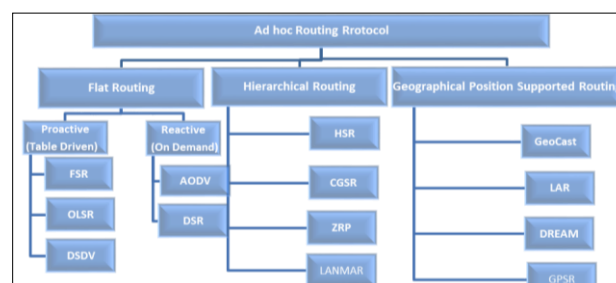 Ad hoc Routing Rrotocol
Flat Routing
Hierarchical Routing
Geographical Position Supported Routing
Proactive
(Table Driven)
Reactive
(On Demand)
FSR
OLSR
DSDV
AODV
DSR
HSR
CGSR
ZRP
LANMAR
GeoCast
LAR
DREAM
GPSR